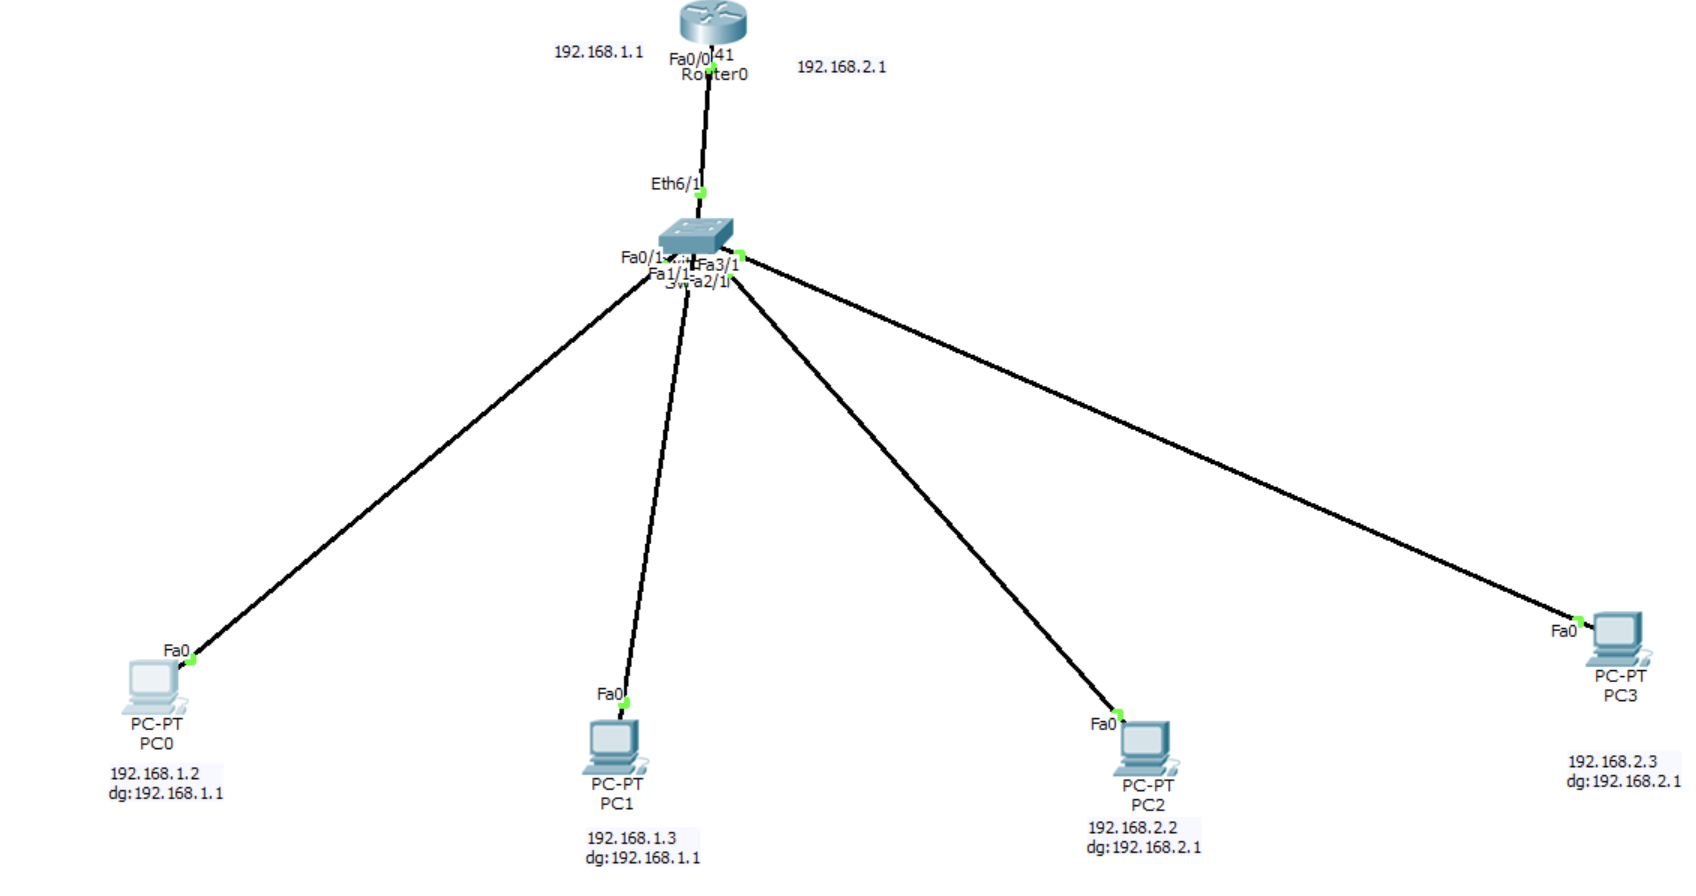 192.168.1.1
Fa0/0
41
Router0
192.168.2.1
Eth6/1
Fa0/1
Fa3/1
Fa1/1
Fa0
PC-PT
PC0
192.168.1.2
dg:192.168.1.1
Fa0
PC-PT
PC1
192.168.1.3
dg:192.168.1.1
Fa0
PC-PT
PC2
192.168.2.2
dg:192.168.2.1
Fa0
PC-PT
PC3
192.168.2.3
dg:192.168.2.1